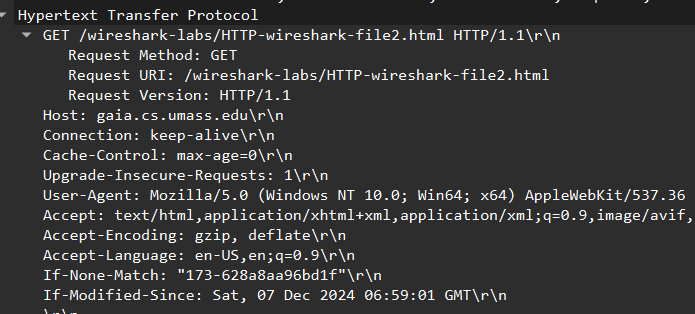 Hypertext Transfer Protocol
GET /wireshark-labs/HTTP-wireshark-file2.html HTTP/1.1\r\n
Request Method: GET
Request URI: /wireshark-labs/HTTP-wireshark-file2.html
Request Version: HTTP/1.1
Host: gaia.cs.umass.edu\r\n
Connection: keep-alive\r\n
Cache-Control: max-age=0\r\n
Upgrade-Insecure-Requests: 1\r\n
User-Agent: Mozilla/5.0 (Windows NT 10.0; Win64; x64) AppleWebKit/537.36
Accept: text/html,application/xhtml+xml,application/xml;q=0.9,image/avif,
Accept-Encoding: gzip, deflate\r\n
Accept-Language: en-US,en;q=0.9\r\n
If-None-Match: "173-628a8aa96bd1f"\r\n
If-Modified-Since: Sat, 07 Dec 2024 06:59:01 GMT\r\n
\r\n